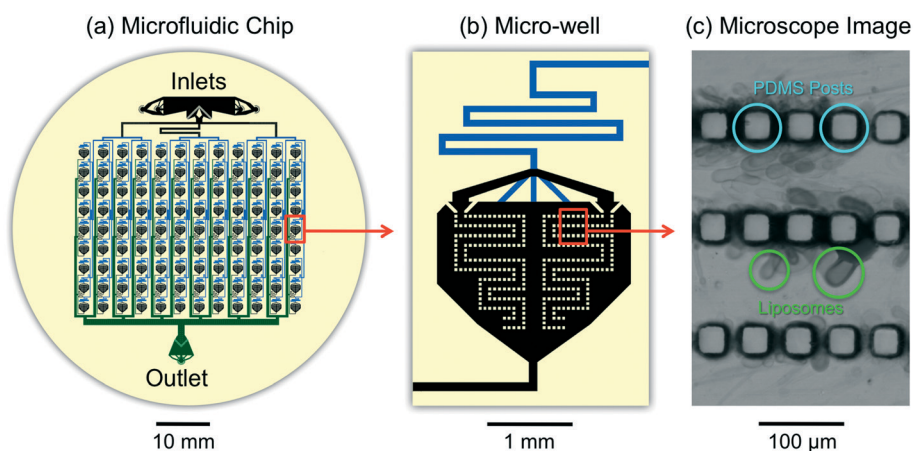 (a) Microfluidic Chip
Inlets
Outlet
10 mm
(b) Micro-well
1 mm
(c) Microscope Image
PDMS Posts
Liposomes
100 µm